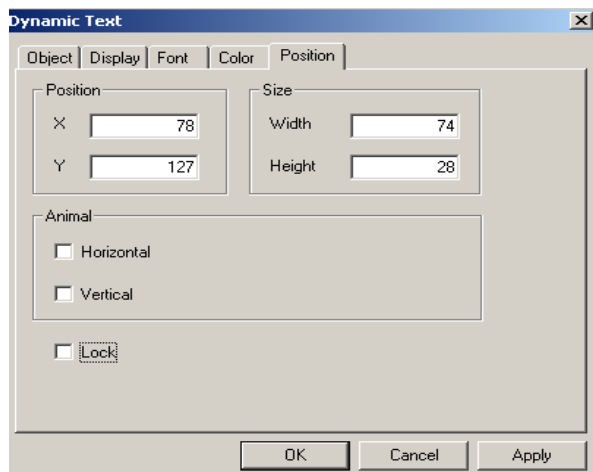 Dynamic Text
Object Display Font Color Position
Position Size
X 78 Width 74
Y 127 Height 28
Animal
Horizontal
Vertical
Lock
OK Cancel Apply